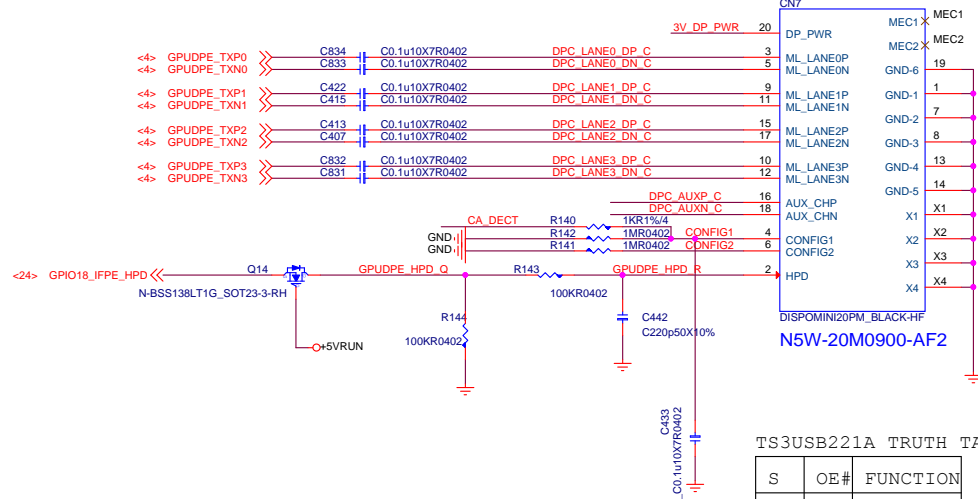 CN7
MEC1
MEC1
MEC2
MEC2
3V_DP_PWR 20 DP_PWR
<4> GPUDPE_TXP0 C834 C0.1u10X7R0402 DPC_LANE0_DP_C 3 ML_LANE0P 19 GND-6
<4> GPUDPE_TXN0 C833 C0.1u10X7R0402 DPC_LANE0_DN_C 5 ML_LANE0N
<4> GPUDPE_TXP1 C422 C0.1u10X7R0402 DPC_LANE1_DP_C 9 ML_LANE1P GND-1 1
<4> GPUDPE_TXN1 C415 C0.1u10X7R0402 DPC_LANE1_DN_C 11 ML_LANE1N GND-2 7
<4> GPUDPE_TXP2 C413 C0.1u10X7R0402 DPC_LANE2_DP_C 15 ML_LANE2P
<4> GPUDPE_TXN2 C407 C0.1u10X7R0402 DPC_LANE2_DN_C 17 ML_LANE2N GND-3 8
<4> GPUDPE_TXP3 C832 C0.1u10X7R0402 DPC_LANE3_DP_C 10 ML_LANE3P GND-4 13
<4> GPUDPE_TXN3 C831 C0.1u10X7R0402 DPC_LANE3_DN_C 12 ML_LANE3N GND-5 14
DPC_AUXP_C 16 AUX_CHP
DPC_AUXN_C 18 AUX_CHN X1 X1
CA_DECT R140 1KR1%/4
GND R142 1MR0402 CONFIG1 4 CONFIG1 X2 X2
GND R141 1MR0402 CONFIG2 6 CONFIG2 X3 X3
<24> GPIO18_IFPE_HPD Q14 GPUDPE_HPD_Q R143 GPUDPE_HPD_R 2 HPD X4 X4
N-BSS138LT1G_SOT23-3-RH 100KR0402
R144 C442 DISPOMINI20PM_BLACK-HF
100KR0402 C220p50X10%
+5VRUN N5W-20M0900-AF2
C433
_C0.1u10X7R0402
TS3USB221A TRUTH TA
S OE# FUNCTION